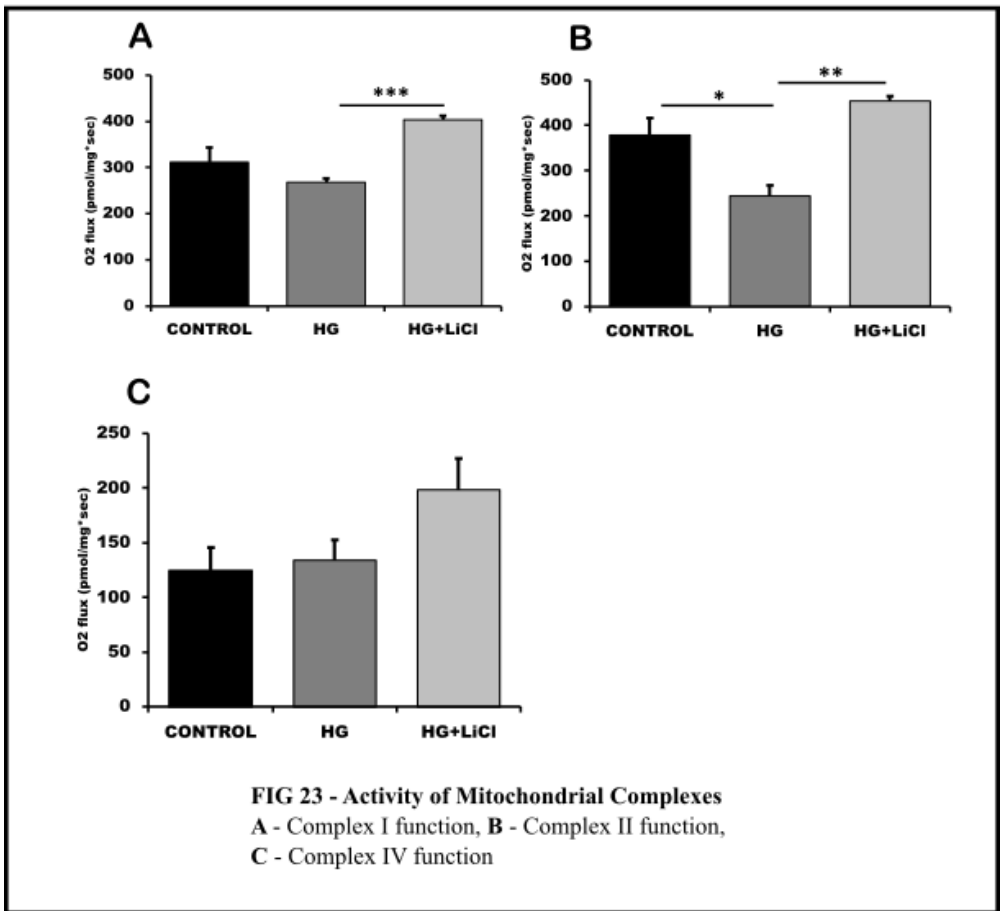 A
O2 flux (pmol/mg*sec)
500
400
300
200
100
0
***
CONTROL HG HG+LiCl
B
O2 flux (pmol/mg*sec)
500
400
300
200
100
0
*
**
CONTROL HG HG+LiCl
C
O2 flux (pmol/mg*sec)
250
200
150
100
50
0
CONTROL HG HG+LiCl
FIG 23 - Activity of Mitochondrial Complexes
A - Complex I function, B - Complex II function,
C - Complex IV function